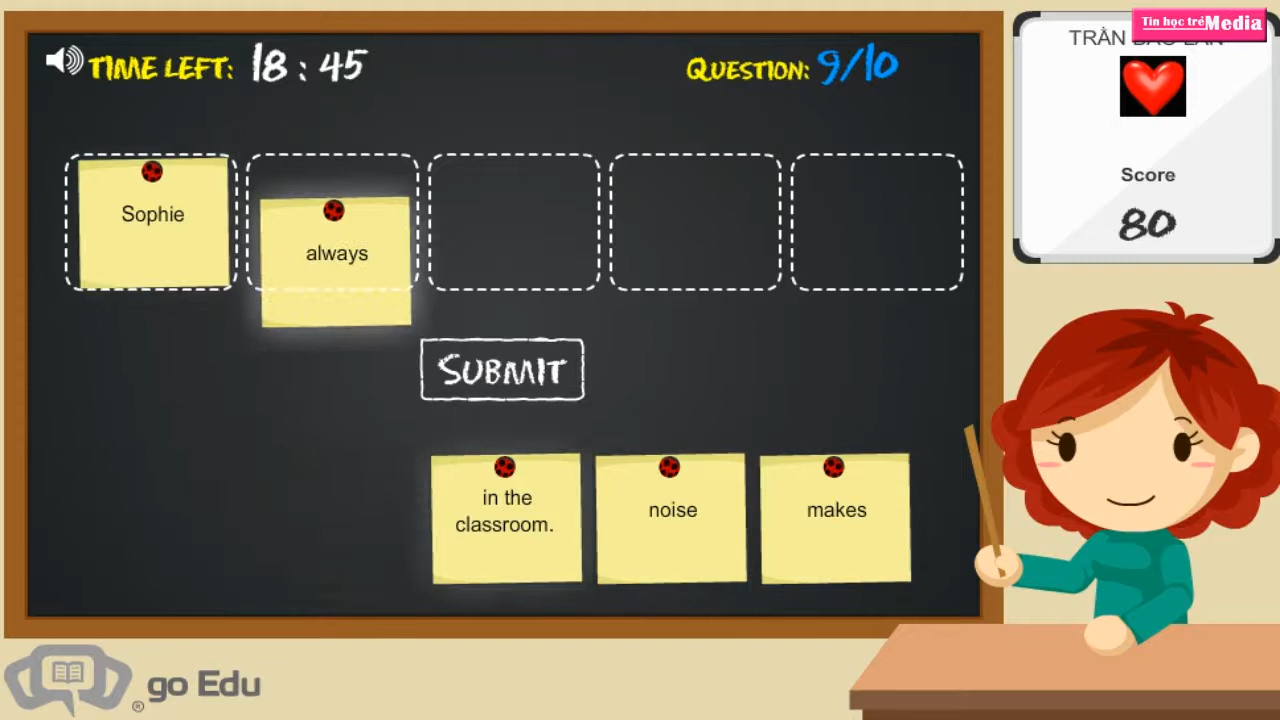 Tin học trẻ Media
TIME LEFT: 18 : 45
QUESTION: 9/10
TRẦN
Score
80
Sophie
always
SUBMIT
in the
classroom.
noise
makes
go Edu